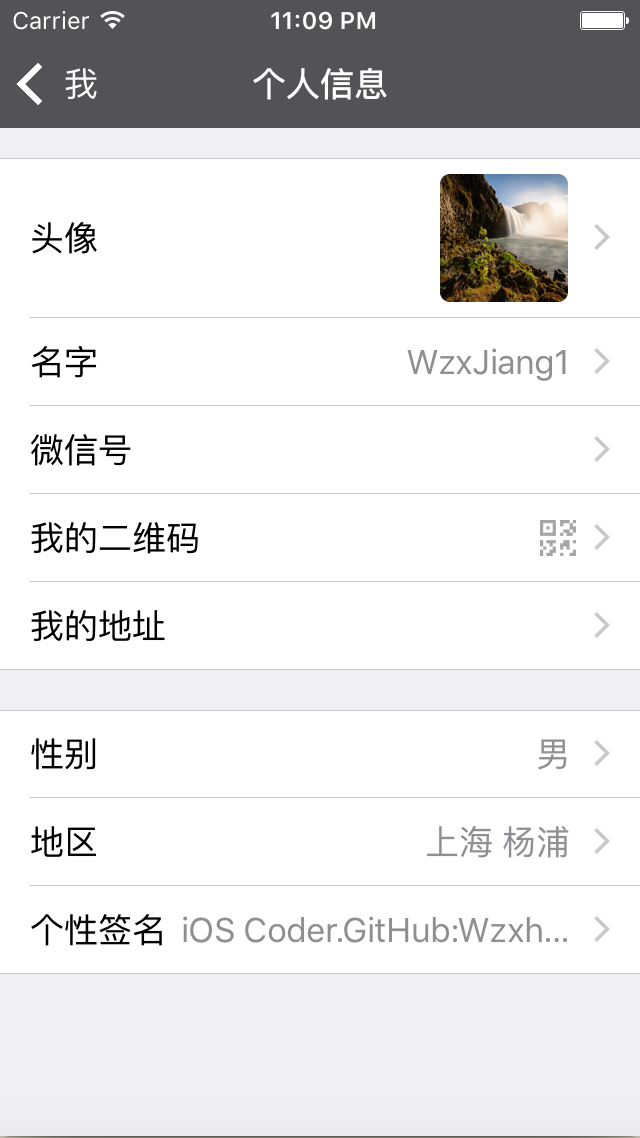 Carrier 11:09 PM
我 个人信息
头像
名字 WzxJiang1
微信号
我的二维码
我的地址
性别 男
地区 上海 杨浦
个性签名 iOS Coder.GitHub:Wzxh...